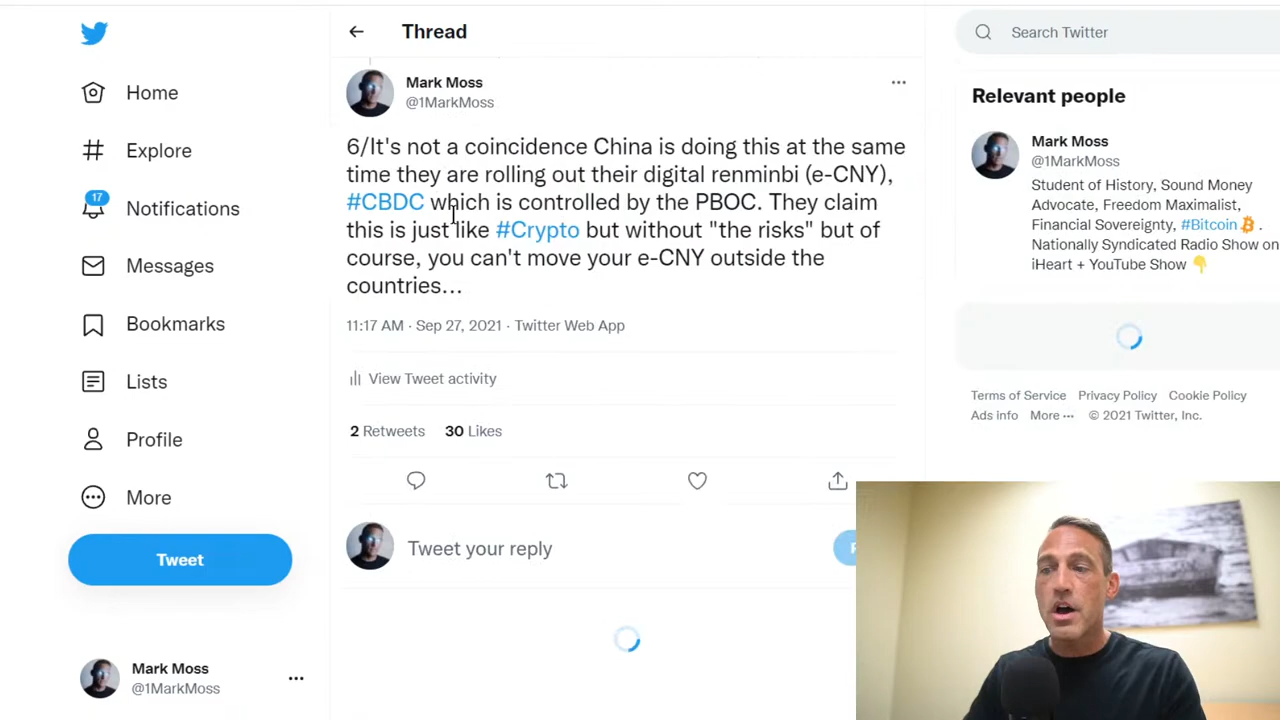 Thread
Search Twitter
Home
Explore
17
Notifications
Messages
Bookmarks
Lists
Profile
More
Tweet
Mark Moss
@1MarkMoss
Mark Moss
@1MarkMoss
6/It's not a coincidence China is doing this at the same
time they are rolling out their digital renminbi (e-CNY),
#CBDC which is controlled by the PBOC. They claim
this is just like #Crypto but without "the risks" but of
course, you can't move your e-CNY outside the
countries…
11:17 AM · Sep 27, 2021 · Twitter Web App
View Tweet activity
2 Retweets 30 Likes
Tweet your reply
Relevant people
Mark Moss
@1MarkMoss
Student of History, Sound Money
Advocate, Freedom Maximalist,
Financial Sovereignty, #Bitcoin .
Nationally Syndicated Radio Show on
iHeart + YouTube Show
Terms of Service Privacy Policy Cookie Policy
Ads info More ··· © 2021 Twitter, Inc.